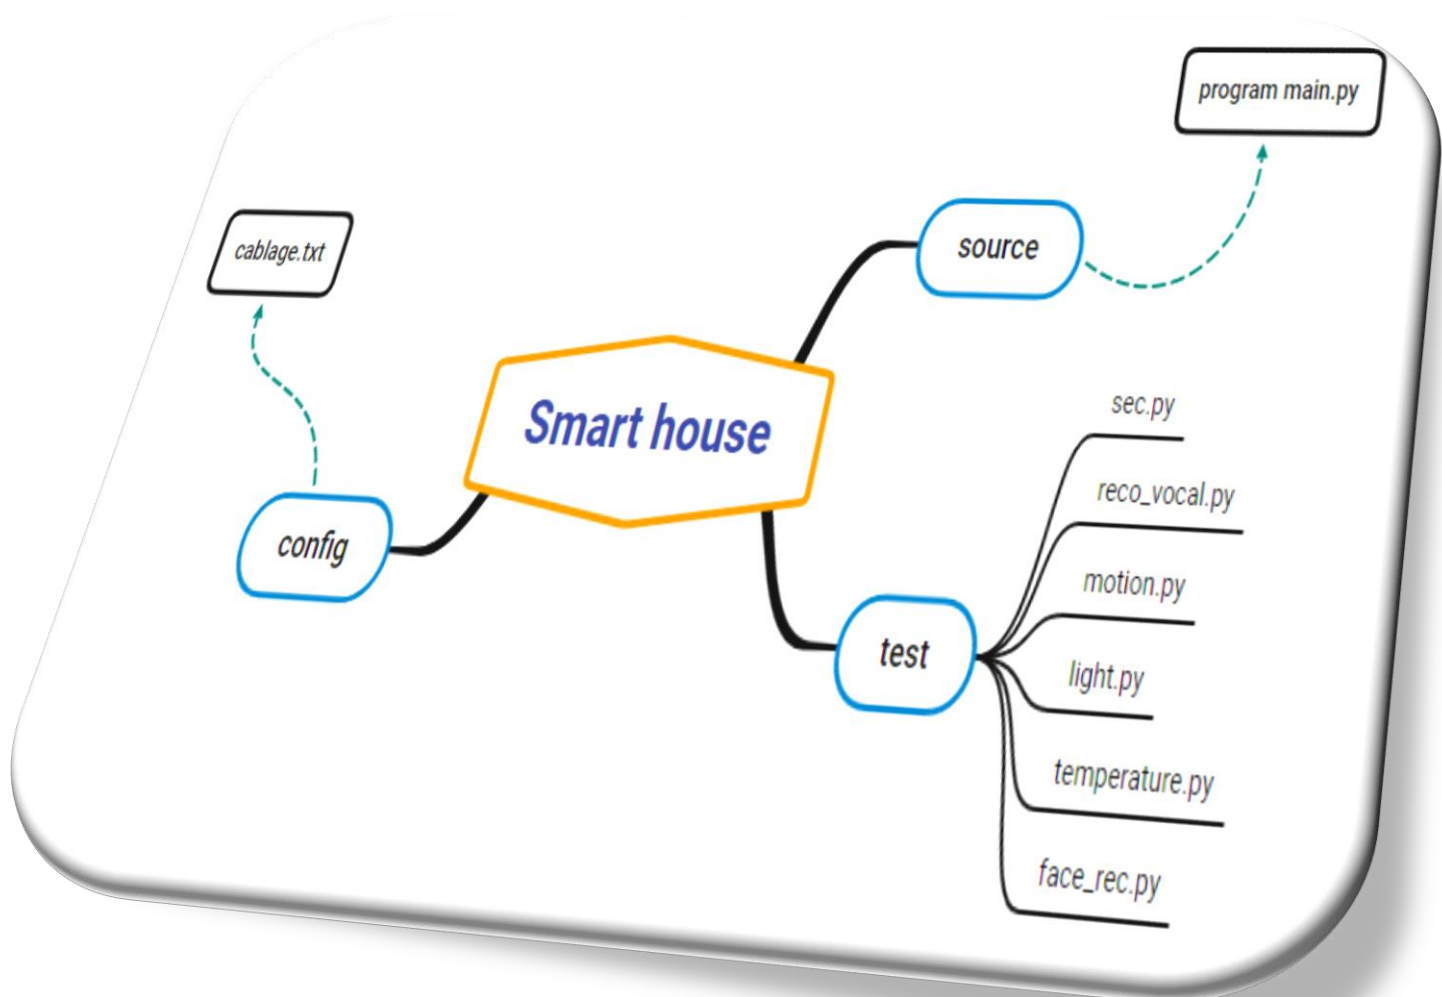 program main.py
cablage.txt
source
Smart house
config
test
sec.py
reco_vocal.py
motion.py
light.py
temperature.py
face_rec.py